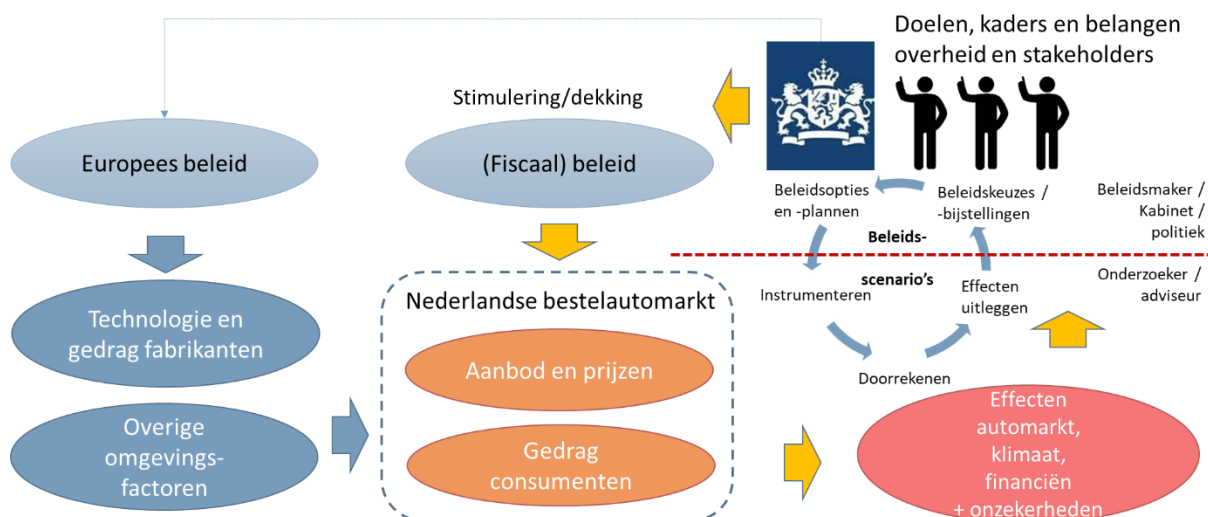 Doelen, kaders en belangen
overheid en stakeholders
Stimulering/dekking
Europees beleid
(Fiscaal) beleid
Beleidsopties
en -plannen
Beleidskeuzes /
-bijstellingen
Beleidsmaker /
Kabinet /
politiek
Beleids-
scenario's
Onderzoeker /
adviseur
Instrumenteren
Effecten
uitleggen
Doorrekenen
Technologie en
gedrag fabrikanten
Overige
omgevings-
factoren
Nederlandse bestelautomarkt
Aanbod en prijzen
Gedrag
consumenten
Effecten
automarkt,
klimaat,
financiën
+ onzekerheden